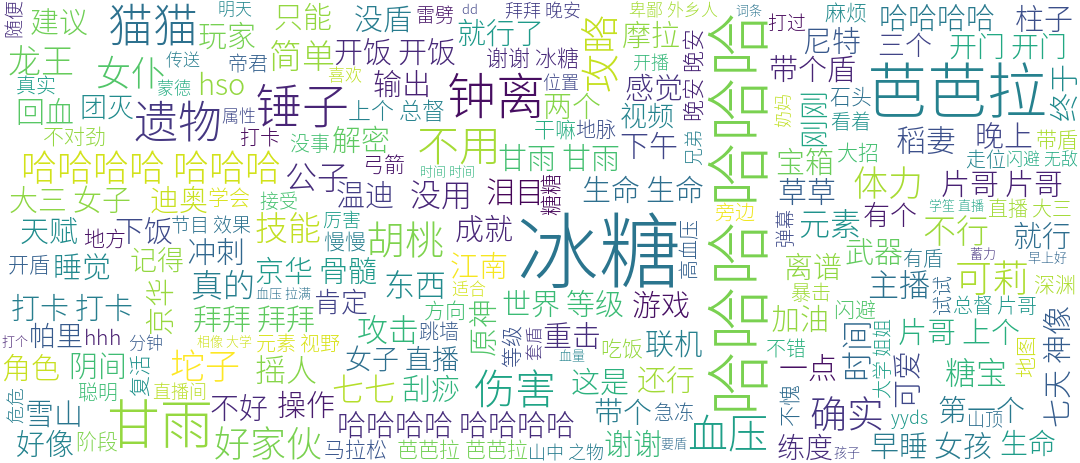 随便
建议
猫猫
明天
只能
玩家
没盾
雷劈
dd
拜拜 晚安
卑鄙 外乡人
词条
打过
麻烦
哈哈哈哈
柱子
龙王
帝君
简单
开饭 开饭
就行了
谢谢 冰糖
攻略
开播
摩拉
晚安 晚安
哈哈哈哈 哈哈哈哈
尼特
三个
开门 开门
真实
女仆
hso
传送
蒙德
喜欢
输出
位置
感觉
带个盾
芭芭拉
终于
回血
团灭
遗物
属性
锤子
上个 总督
钟离
两个
视频
奶妈
石头
看着
刚刚
不对劲
打卡
没事
解密
不用
干嘛
地脉
下午
兄弟
稻妻
晚上
带盾
哈哈哈哈 哈哈哈
公子
弓箭
时间 时间
甘雨 甘雨
宝箱
大招
走位
闪避 无敌
大三 女子
迪奥
学会
接受
温迪
没用
泪目
糖糖
生命 生命
草草
体力
片哥 片哥
天赋
地方
下饭
节目 效果
技能
厉害
慢慢
胡桃
成就
冰糖
高血压
旁边
弹幕
元素
有个
学笙 直播
直播 大三
不行
就行
开盾
睡觉
记得
冲刺
真的
京华
骨髓
东西
江南
适合
离谱
武器
有盾
蓄力
早上好
打卡 打卡
京华
血压 拉满
肯定
方向
世界 等级
游戏
暴击
主播
试试
可莉
深渊
帕里
hhh
分钟
拜拜 拜拜
攻击
跳墙
原神
等级
套盾
重击
联机
加油
闪避
总督 片哥
打个
角色
阴间
复活
坨子
相像 大学
元素 视野
女子 直播
血量
吃饭
不错
时间
姐姐
大学
片哥 上个
地图
神像
七天
聪明
直播间
摇人
七七
刮痧
伤害
这是
还行
一点
可爱
糖宝
危危
雪山
甘雨
不好
操作
带个
急冻
不愧
确实
yyds
第一个
山顶
好像
阶段
好家伙
哈哈哈哈 哈哈哈哈
马拉松
芭芭拉 芭芭拉
山中 之物
谢谢
要盾
血压
练度
孩子
早睡
女孩
生命